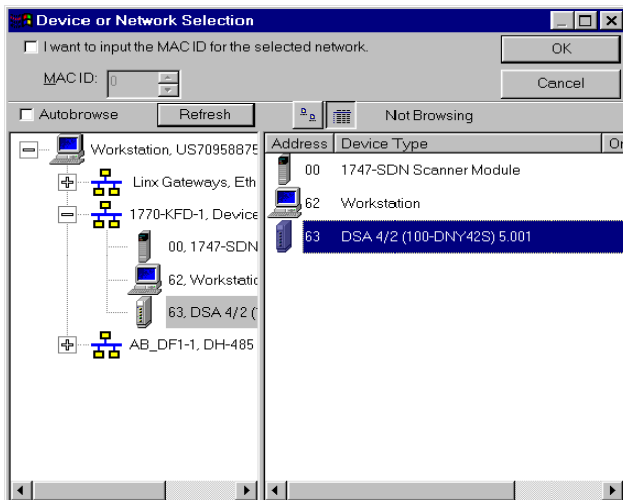 Device or Network Selection
I want to input the MAC ID for the selected network.
OK
MAC ID: 0
Cancel
Autobrowse
Refresh
Not Browsing
Workstation, US70958875
Linx Gateways, Eth
1770-KFD-1, Device
00, 1747-SDN
62, Workstatio
63, DSA 4/2 (
AB_DF1-1, DH-485
Address Device Type Or
00 1747-SDN Scanner Module
62 Workstation
63 DSA 4/2 (100-DNY42S) 5.001